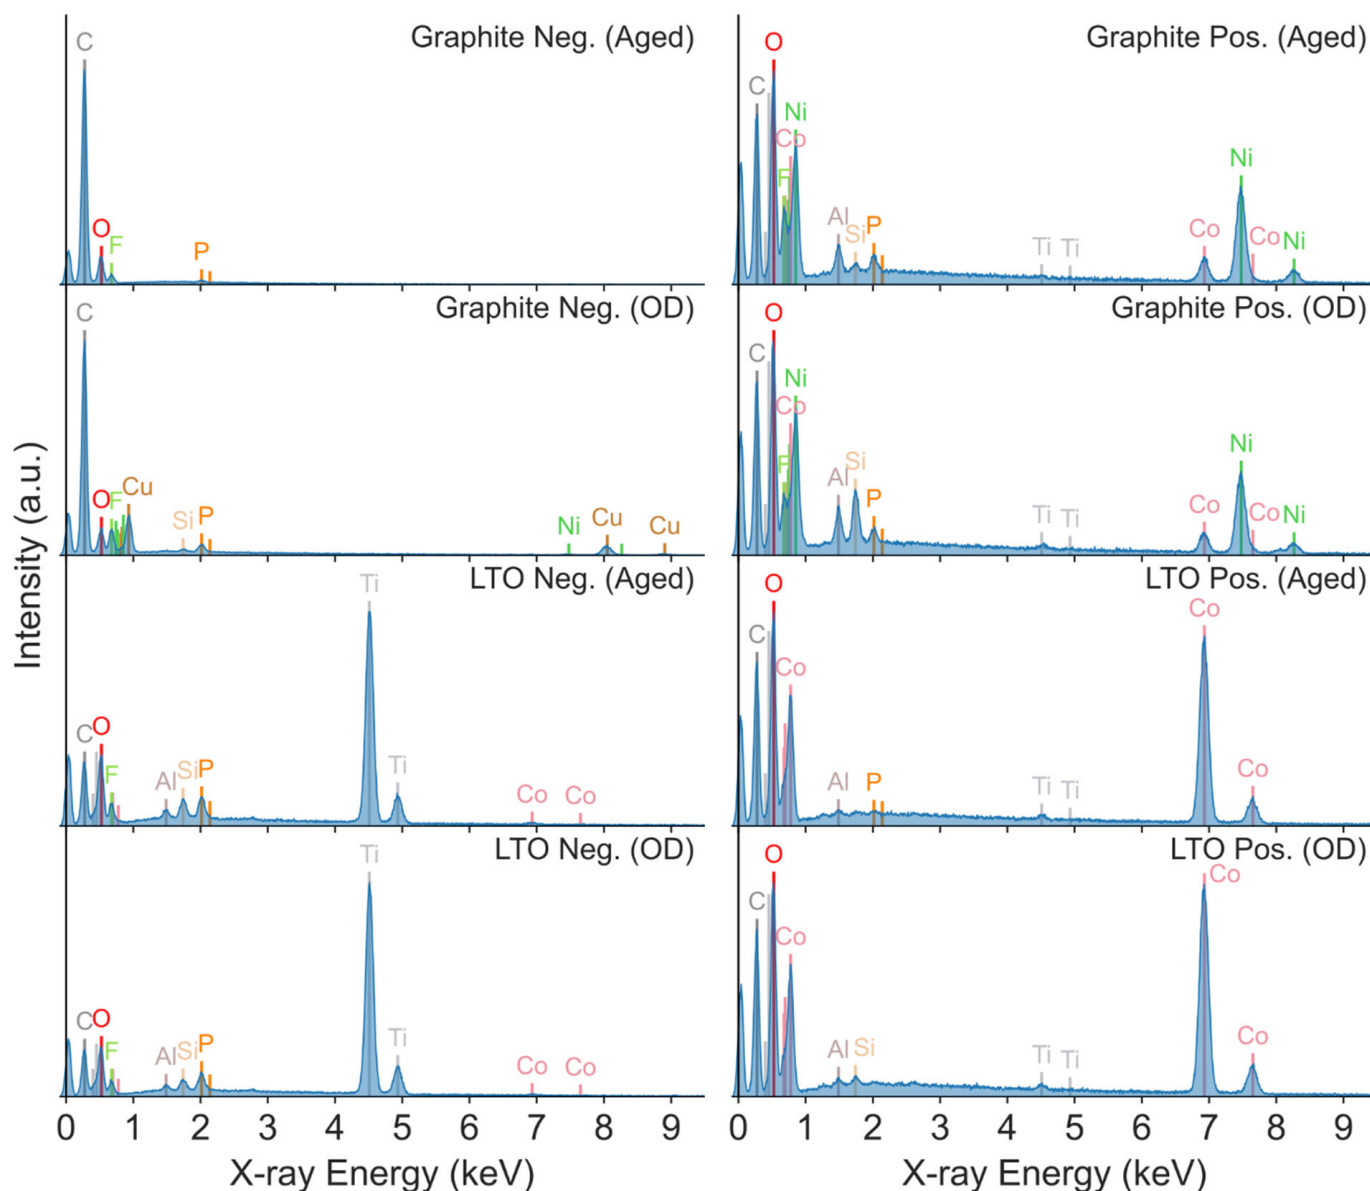 Intensity (a.u.)
Graphite Neg. (Aged)
C
O
F
P
Graphite Pos. (Aged)
O
C
Ni
Co
F
Al
Si
P
Ti Ti
Co
Ni
Co
Ni
Graphite Neg. (OD)
C
O
F
Cu
Si
P
Ni
Cu
Cu
Graphite Pos. (OD)
O
C
Ni
Co
F
Al
Si
P
Ti Ti
Co
Ni
Co
Ni
LTO Neg. (Aged)
C
O
F
Al
Si
P
Ti
Ti
Co Co
LTO Pos. (Aged)
O
C
Co
Al
P
Ti Ti
Co
Co
LTO Neg. (OD)
C
O
F
Al
Si
P
Ti
Ti
Co Co
LTO Pos. (OD)
O
C
Co
Al Si
Ti Ti
Co
Co
0 1 2 3 4 5 6 7 8 9
0 1 2 3 4 5 6 7 8 9
X-ray Energy (keV)
X-ray Energy (keV)